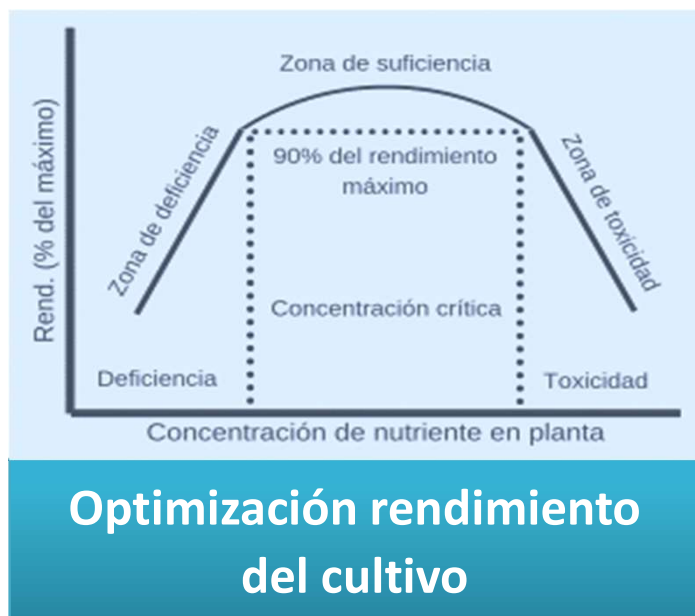 Zona de suficiencia
Rend. (% del máximo)
Zona de deficiencia
90% del rendimiento
máximo
Zona de toxicidad
Concentración crítica
Deficiencia
Toxicidad
Concentración de nutriente en planta
Optimización rendimiento
del cultivo